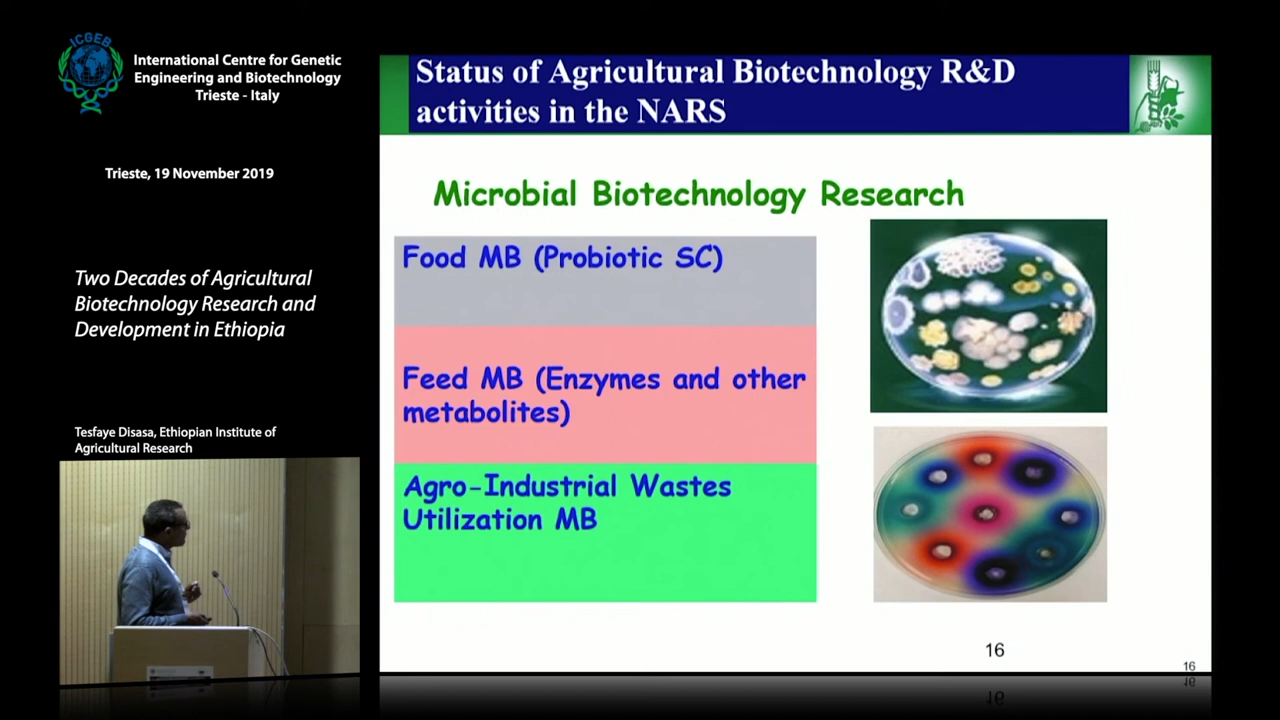 ICGEB
International Centre for Genetic
Engineering and Biotechnology
Trieste - Italy
Trieste, 19 November 2019
Two Decades of Agricultural
Biotechnology Research and
Development in Ethiopia
Tesfaye Disasa, Ethiopian Institute of
Agricultural Research
Status of Agricultural Biotechnology R&D
activities in the NARS
Microbial Biotechnology Research
Food MB (Probiotic SC)
Feed MB (Enzymes and other
metabolites)
Agro-Industrial Wastes
Utilization MB
16
16